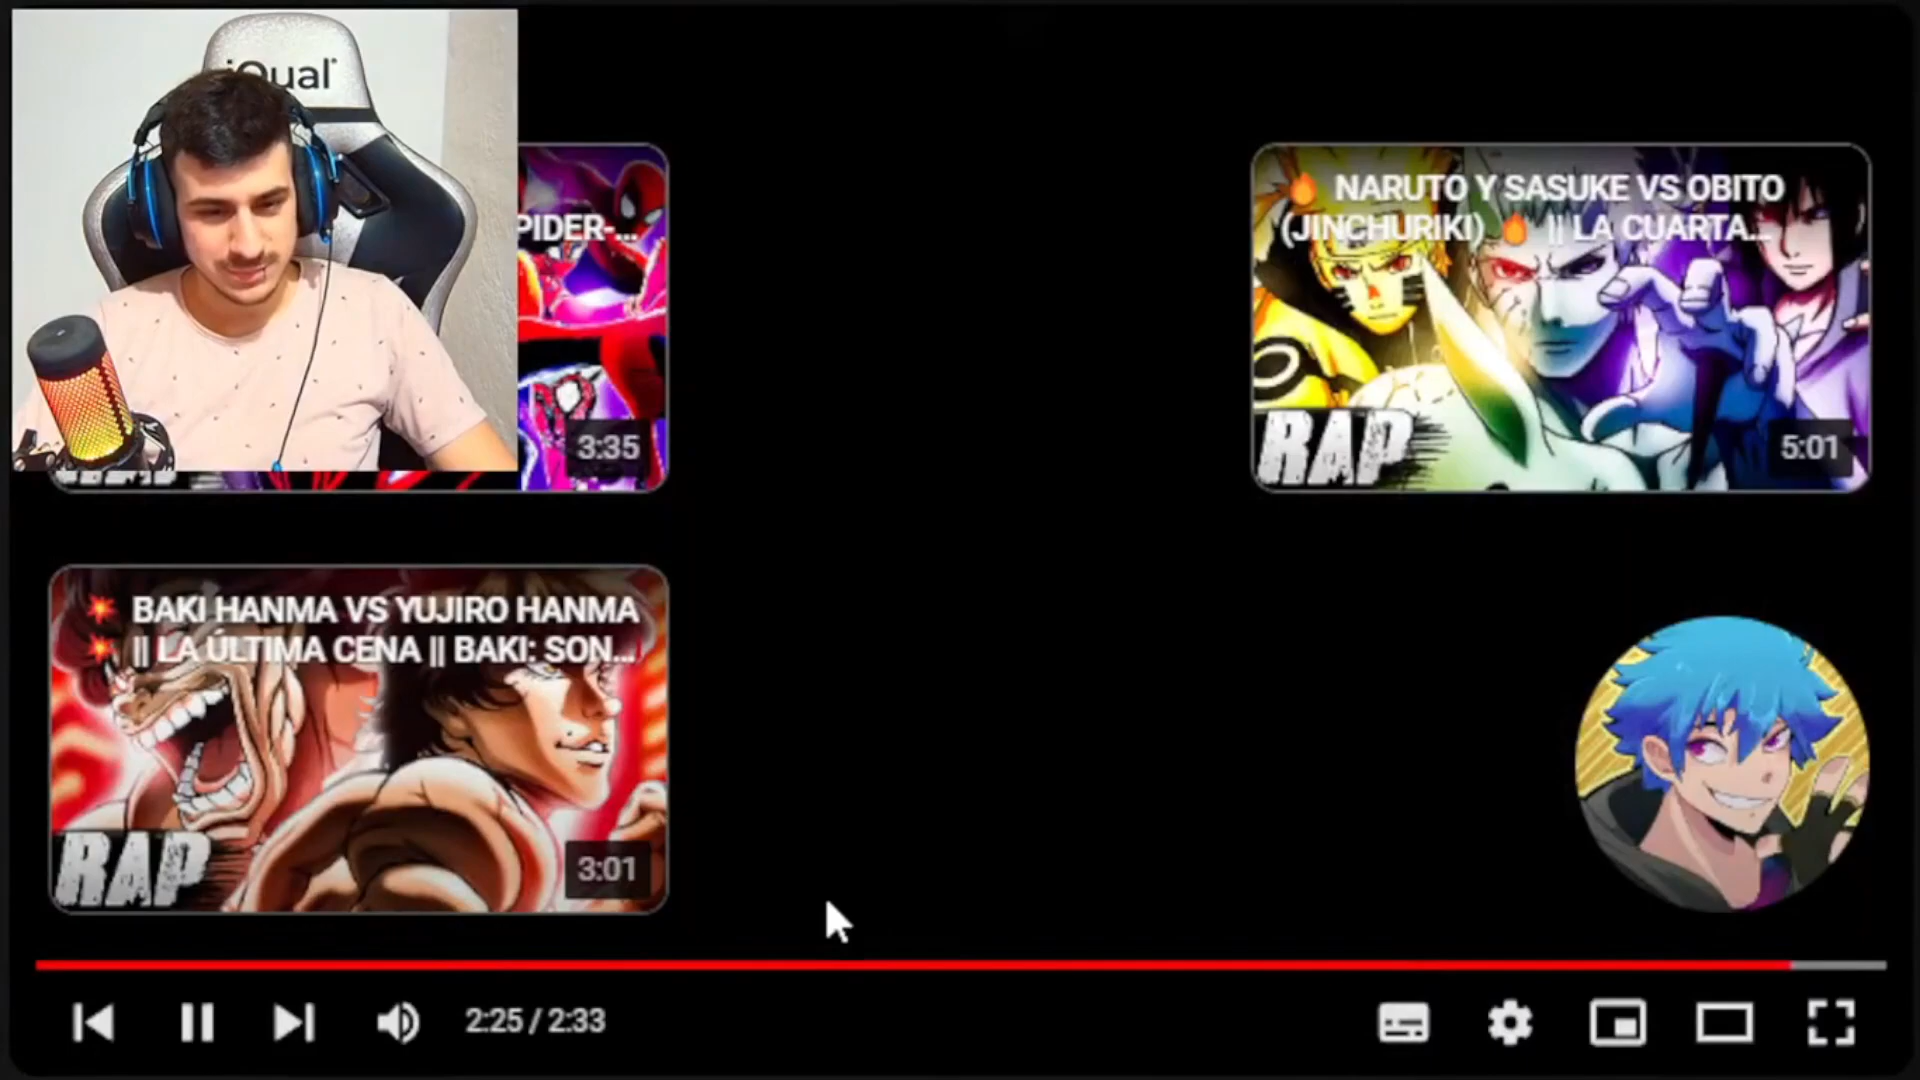 iQual
PIDER-...
3:35
🔥 NARUTO Y SASUKE VS OBITO
(JINCHURIKI) 🔥 || LA CUARTA...
RAP
5:01
💥 BAKI HANMA VS YUJIRO HANMA
💥 || LA ÚLTIMA CENA || BAKI: SON...
RAP
3:01
2:25 / 2:33